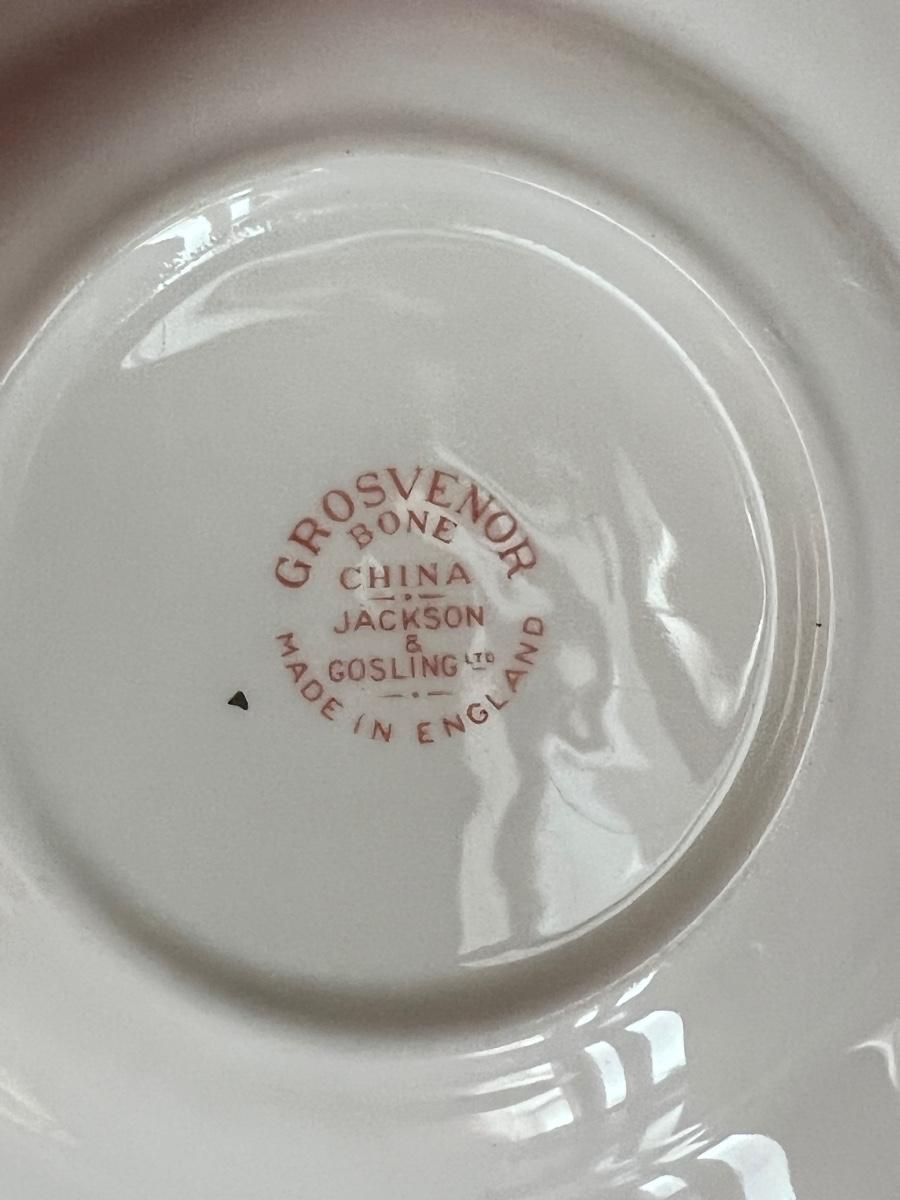 GROSVENOR
BONE
CHINA
JACKSON
&
GOSLING LTD
MADE IN ENGLAND